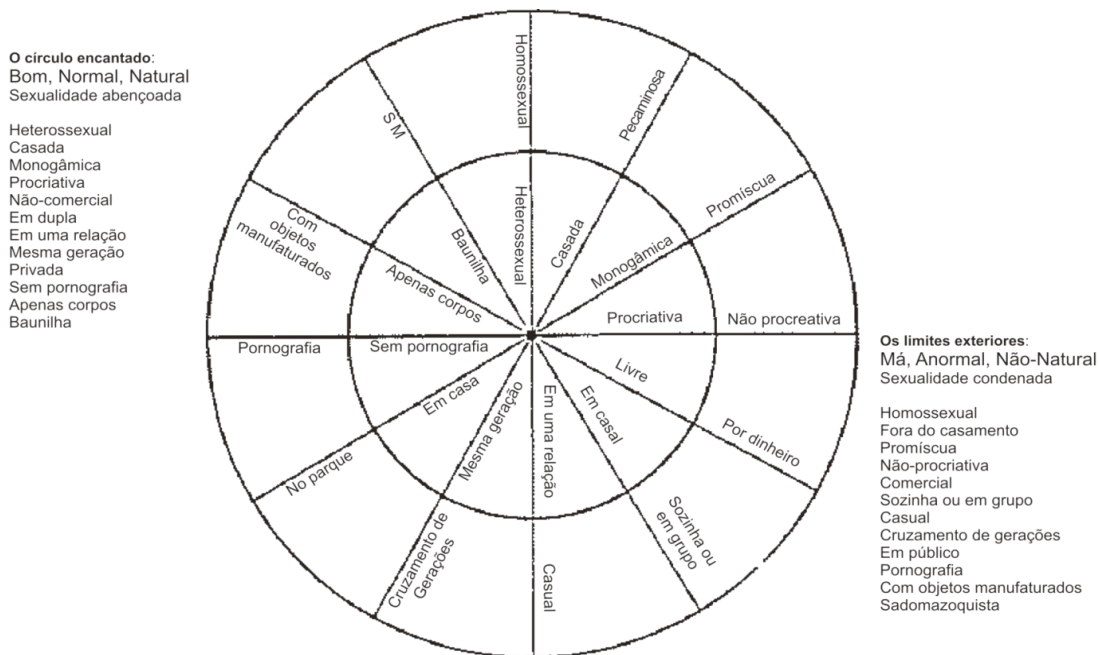 O círculo encantado:
Bom, Normal, Natural
Sexualidade abençoada
Heterossexual
Casada
Monogâmica
Procriativa
Não-comercial
Em dupla
Em uma relação
Mesma geração
Privada
Sem pornografia
Apenas corpos
Baunilha
Homossexual
Pecaminosa
Promíscua
Não procreativa
Por dinheiro
Sozinha ou
em grupo
Casual
Cruzamento de
Gerações
No parque
Pornografia
Com
objetos
manufaturados
S M
Heterossexual
Casada
Monogâmica
Procriativa
Livre
Em casal
Em uma relação
Mesma geração
Em casa
Sem pornografia
Apenas corpos
Baunilha
Os limites exteriores:
Má, Anormal, Não-Natural
Sexualidade condenada
Homossexual
Fora do casamento
Promíscua
Não-procriativa
Comercial
Sozinha ou em grupo
Casual
Cruzamento de gerações
Em público
Pornografia
Com objetos manufaturados
Sadomazoquista